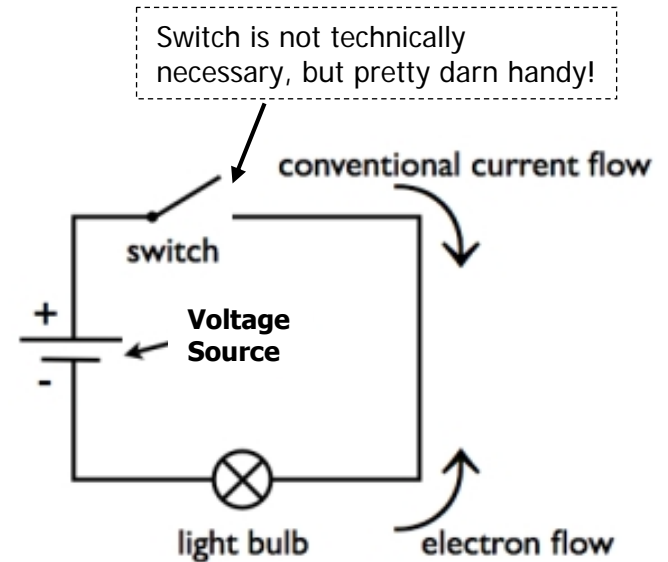 Switch is not technically
necessary, but pretty darn handy!
conventional current flow
switch
+
Voltage
Source
-
light bulb
electron flow